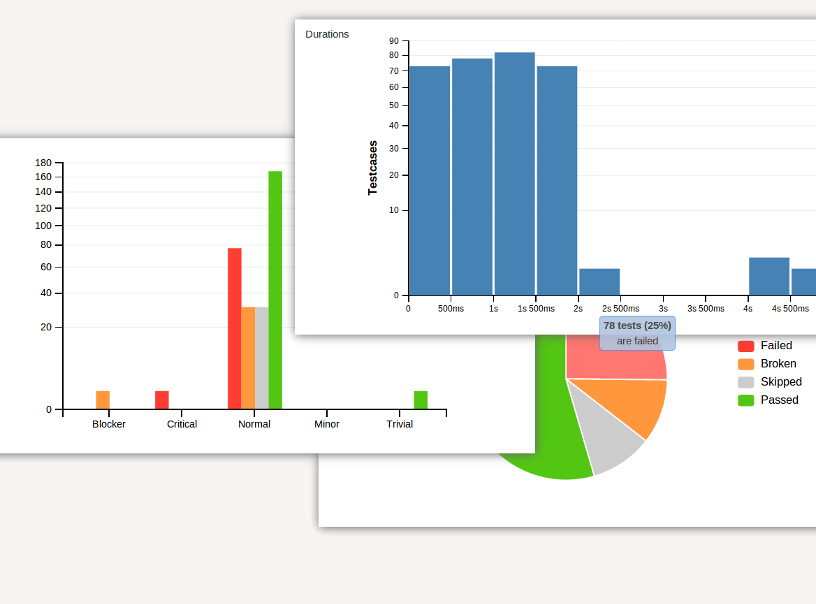 Durations
Testcases
90
80
70
60
50
40
30
20
10
0
0 500ms 1s 1s 500ms 2s 2s 500ms 3s 3s 500ms 4s 4s 500ms
180
160
140
120
100
80
60
40
20
0
Blocker Critical Normal Minor Trivial
78 tests (25%)
are failed
Failed
Broken
Skipped
Passed